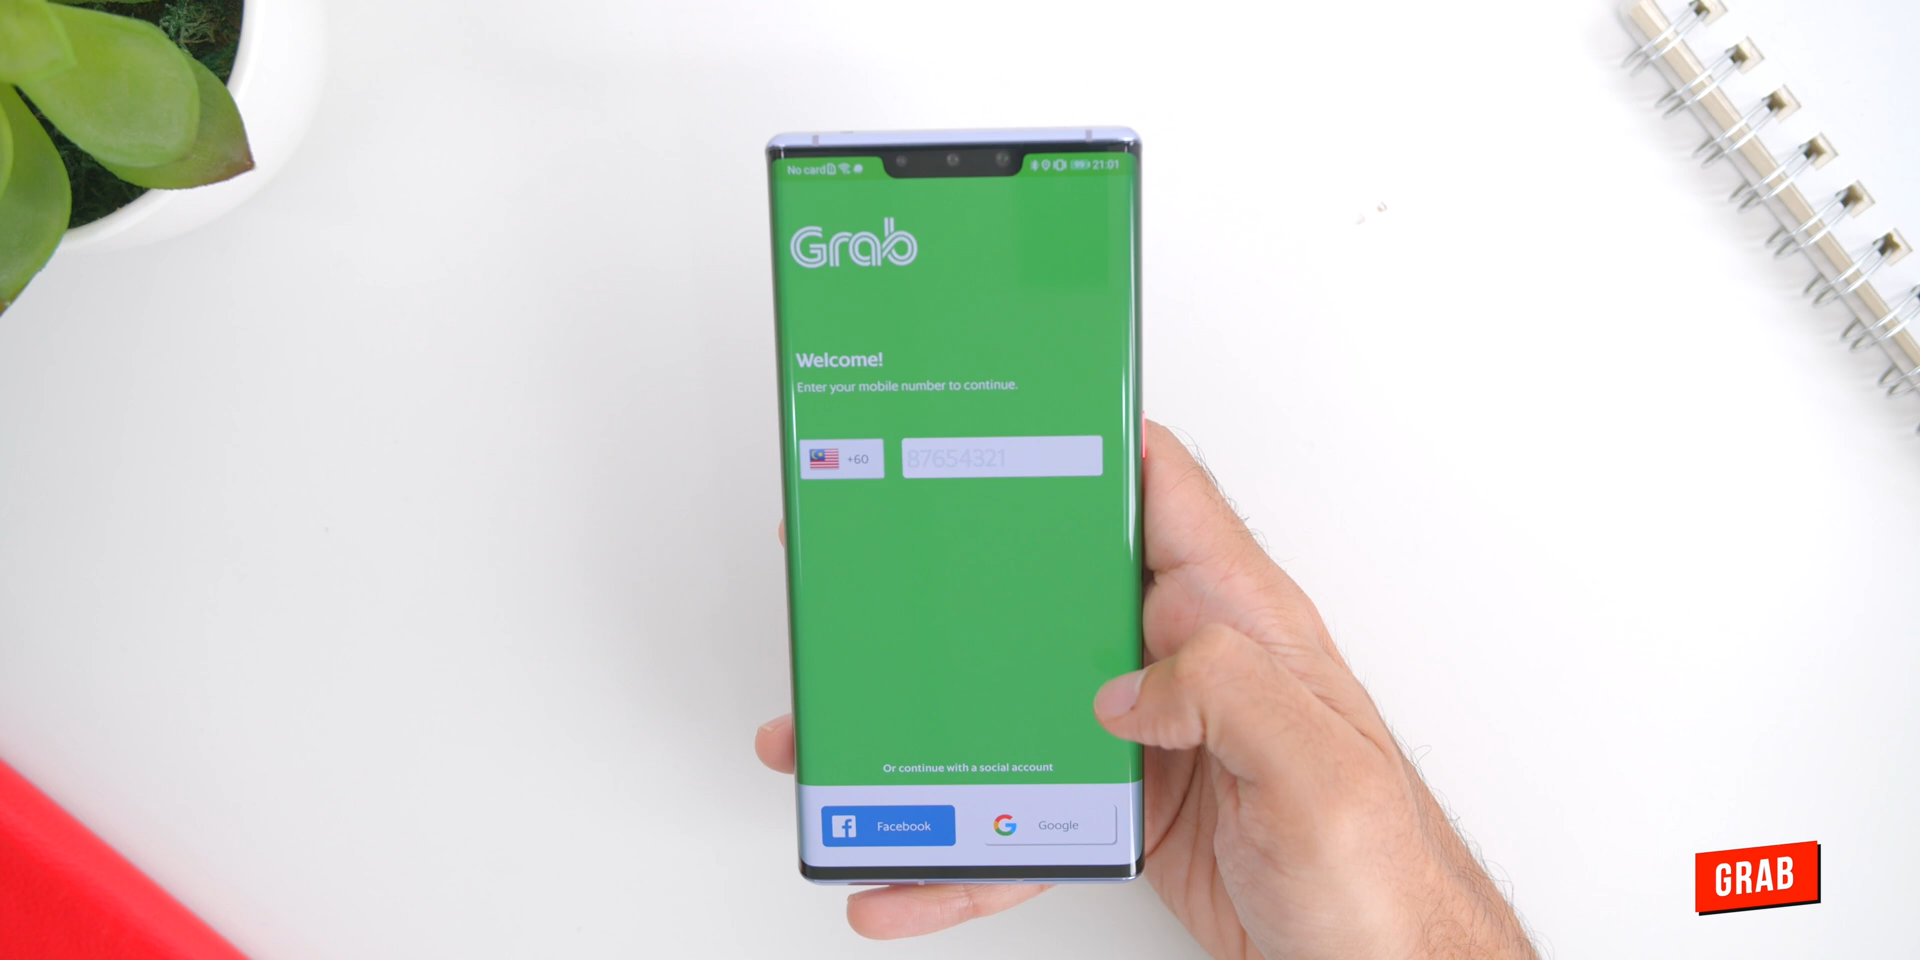 No card 21:01
Grab
Welcome!
Enter your mobile number to continue.
+60 87654321
Or continue with a social account
Facebook Google
GRAB